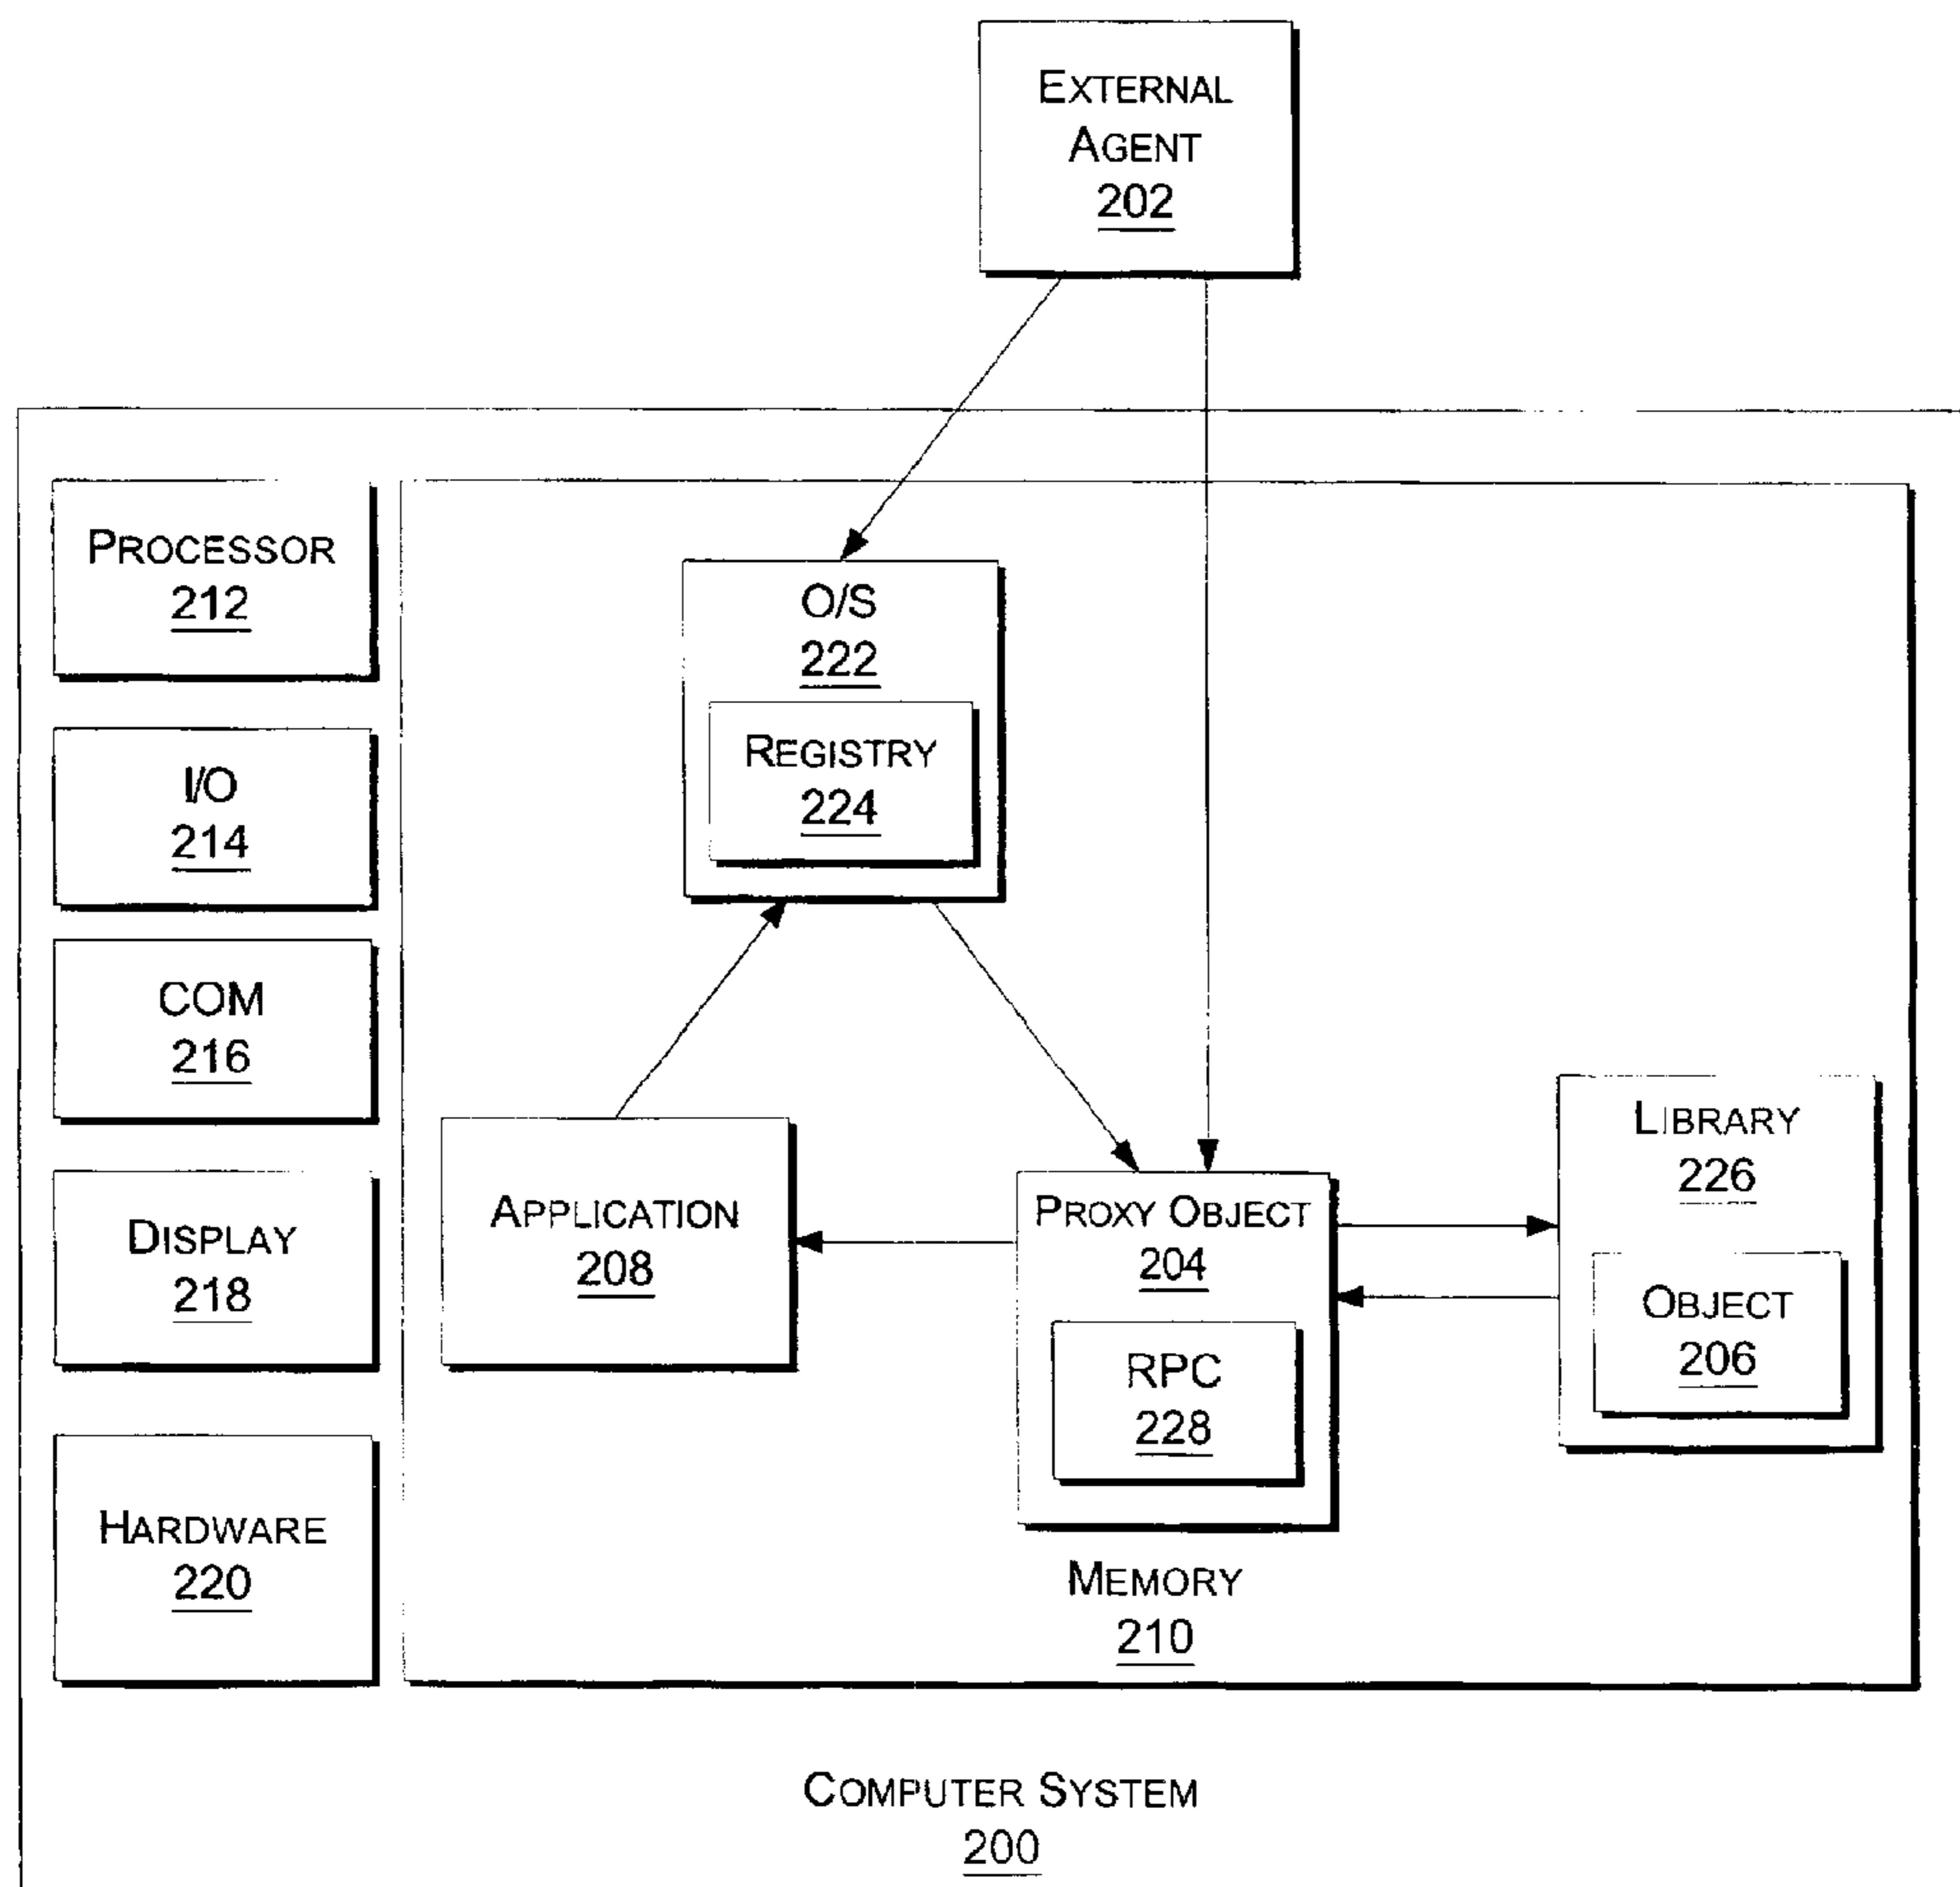 EXTERNAL
AGENT
202
PROCESSOR
212
I/O
214
COM
216
DISPLAY
218
HARDWARE
220
O/S
222
REGISTRY
224
APPLICATION
208
PROXY OBJECT
204
RPC
228
LIBRARY
226
OBJECT
206
MEMORY
210
COMPUTER SYSTEM
200